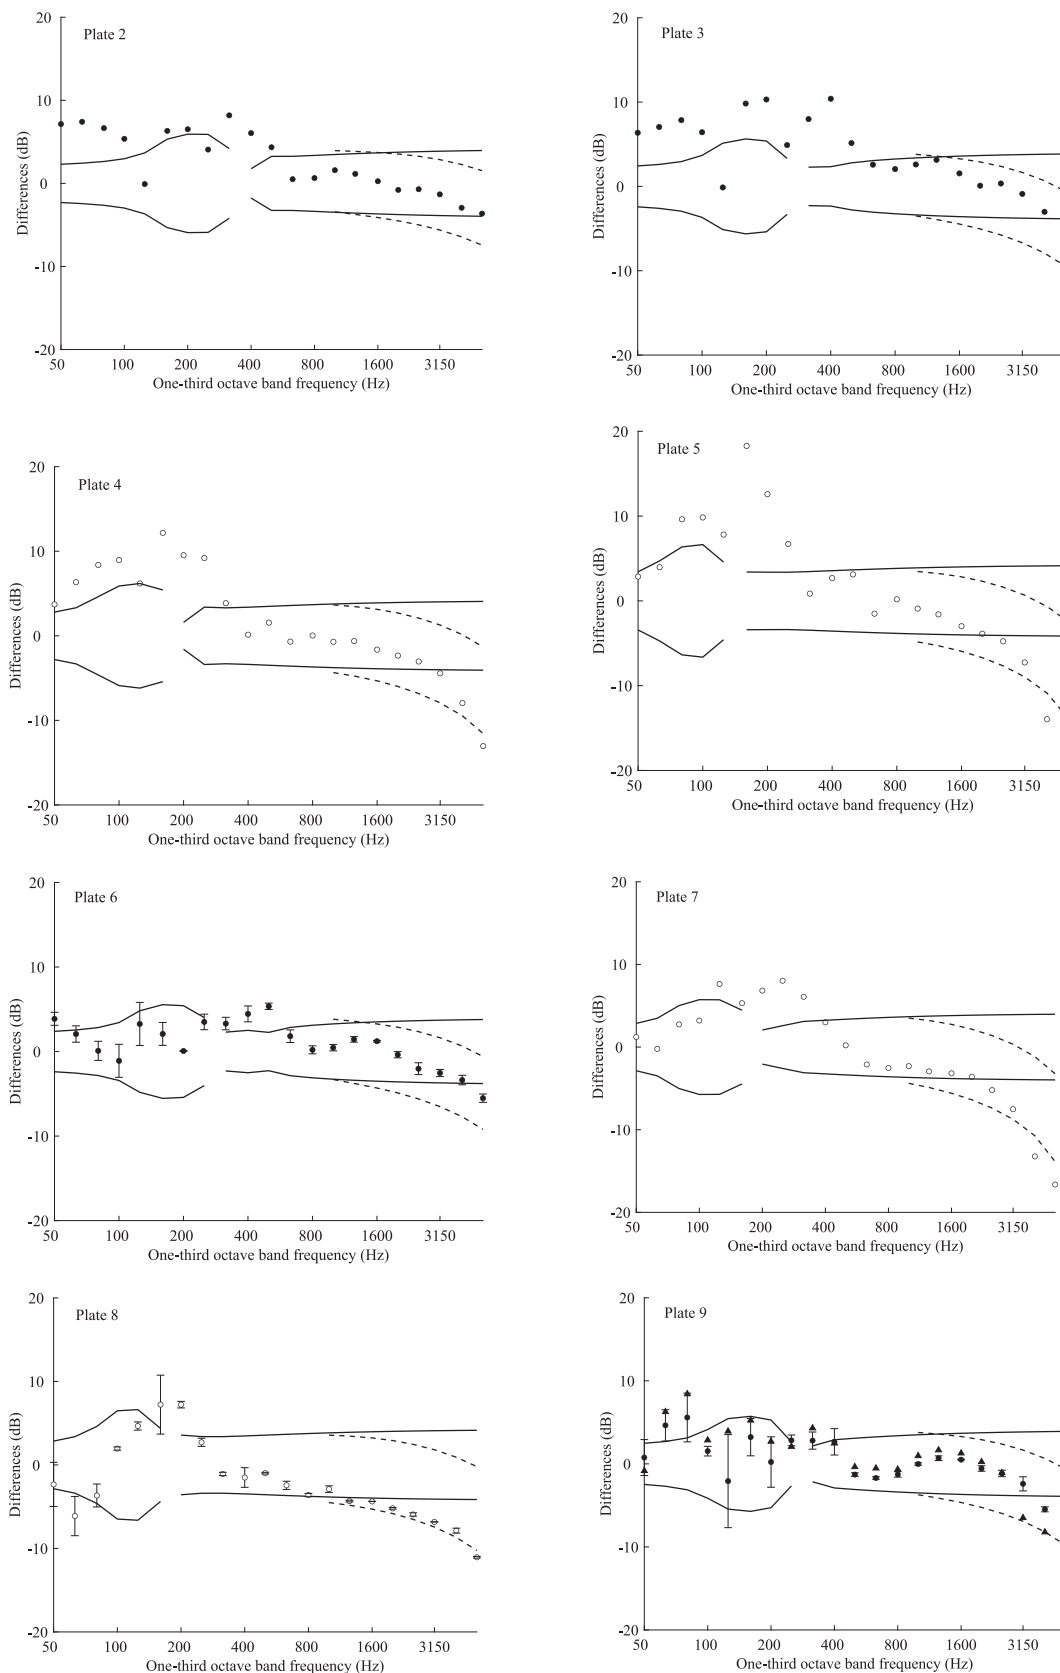 Plate 2
20
10
0
-10
-20
Differences (dB)
50 100 200 400 800 1600 3150
One-third octave band frequency (Hz)
Plate 3
20
10
0
-10
-20
Differences (dB)
50 100 200 400 800 1600 3150
One-third octave band frequency (Hz)
Plate 4
20
10
0
-10
-20
Differences (dB)
50 100 200 400 800 1600 3150
One-third octave band frequency (Hz)
Plate 5
20
10
0
-10
-20
Differences (dB)
50 100 200 400 800 1600 3150
One-third octave band frequency (Hz)
Plate 6
20
10
0
-10
-20
Differences (dB)
50 100 200 400 800 1600 3150
One-third octave band frequency (Hz)
Plate 7
20
10
0
-10
-20
Differences (dB)
50 100 200 400 800 1600 3150
One-third octave band frequency (Hz)
Plate 8
20
10
0
-10
-20
Differences (dB)
50 100 200 400 800 1600 3150
One-third octave band frequency (Hz)
Plate 9
20
10
0
-10
-20
Differences (dB)
50 100 200 400 800 1600 3150
One-third octave band frequency (Hz)